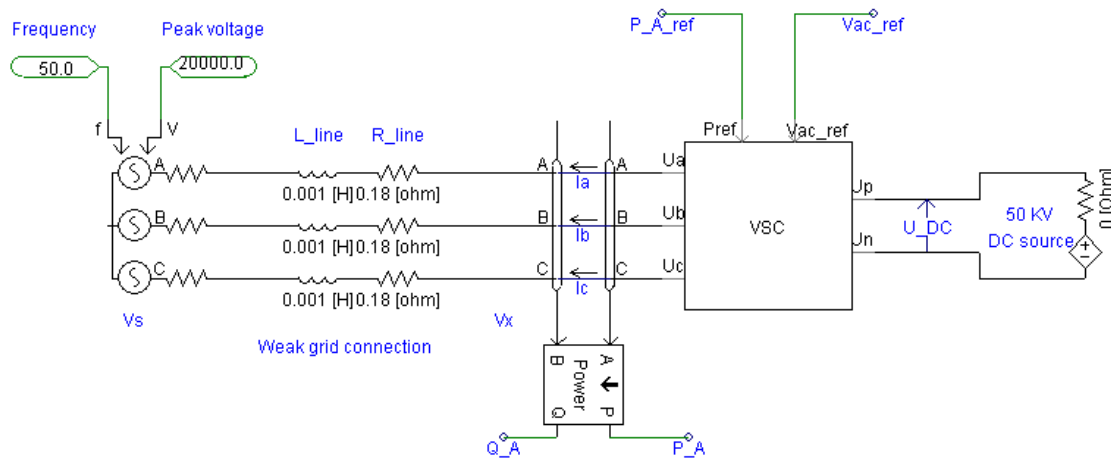 P_A_ref
Vac_ref
Frequency
Peak voltage
50.0
20000.0
f
V
Pref
Vac_ref
L_line
R_line
A
A
A
Ua
0.001 [H]
0.18 [ohm]
Ia
Up
B
B
B
Ub
VSC
0.001 [H]
0.18 [ohm]
Ib
U_DC
50 KV
DC source
0 [Ohm]
+
-
Un
C
C
C
Uc
0.001 [H]
0.18 [ohm]
Ic
Vs
Vx
Weak grid connection
B
A
Power
Q
P
Q_A
P_A